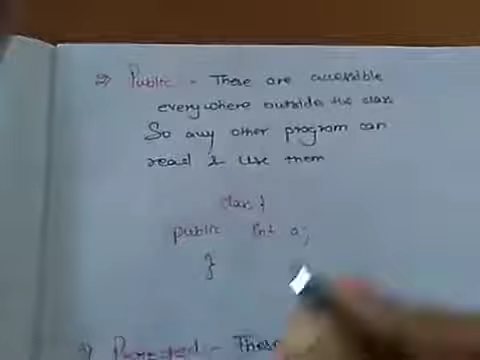 2) Public - These are accessible
everywhere outside the class
So any other program can
read & use them
class {
public int a;
}
Protected - These